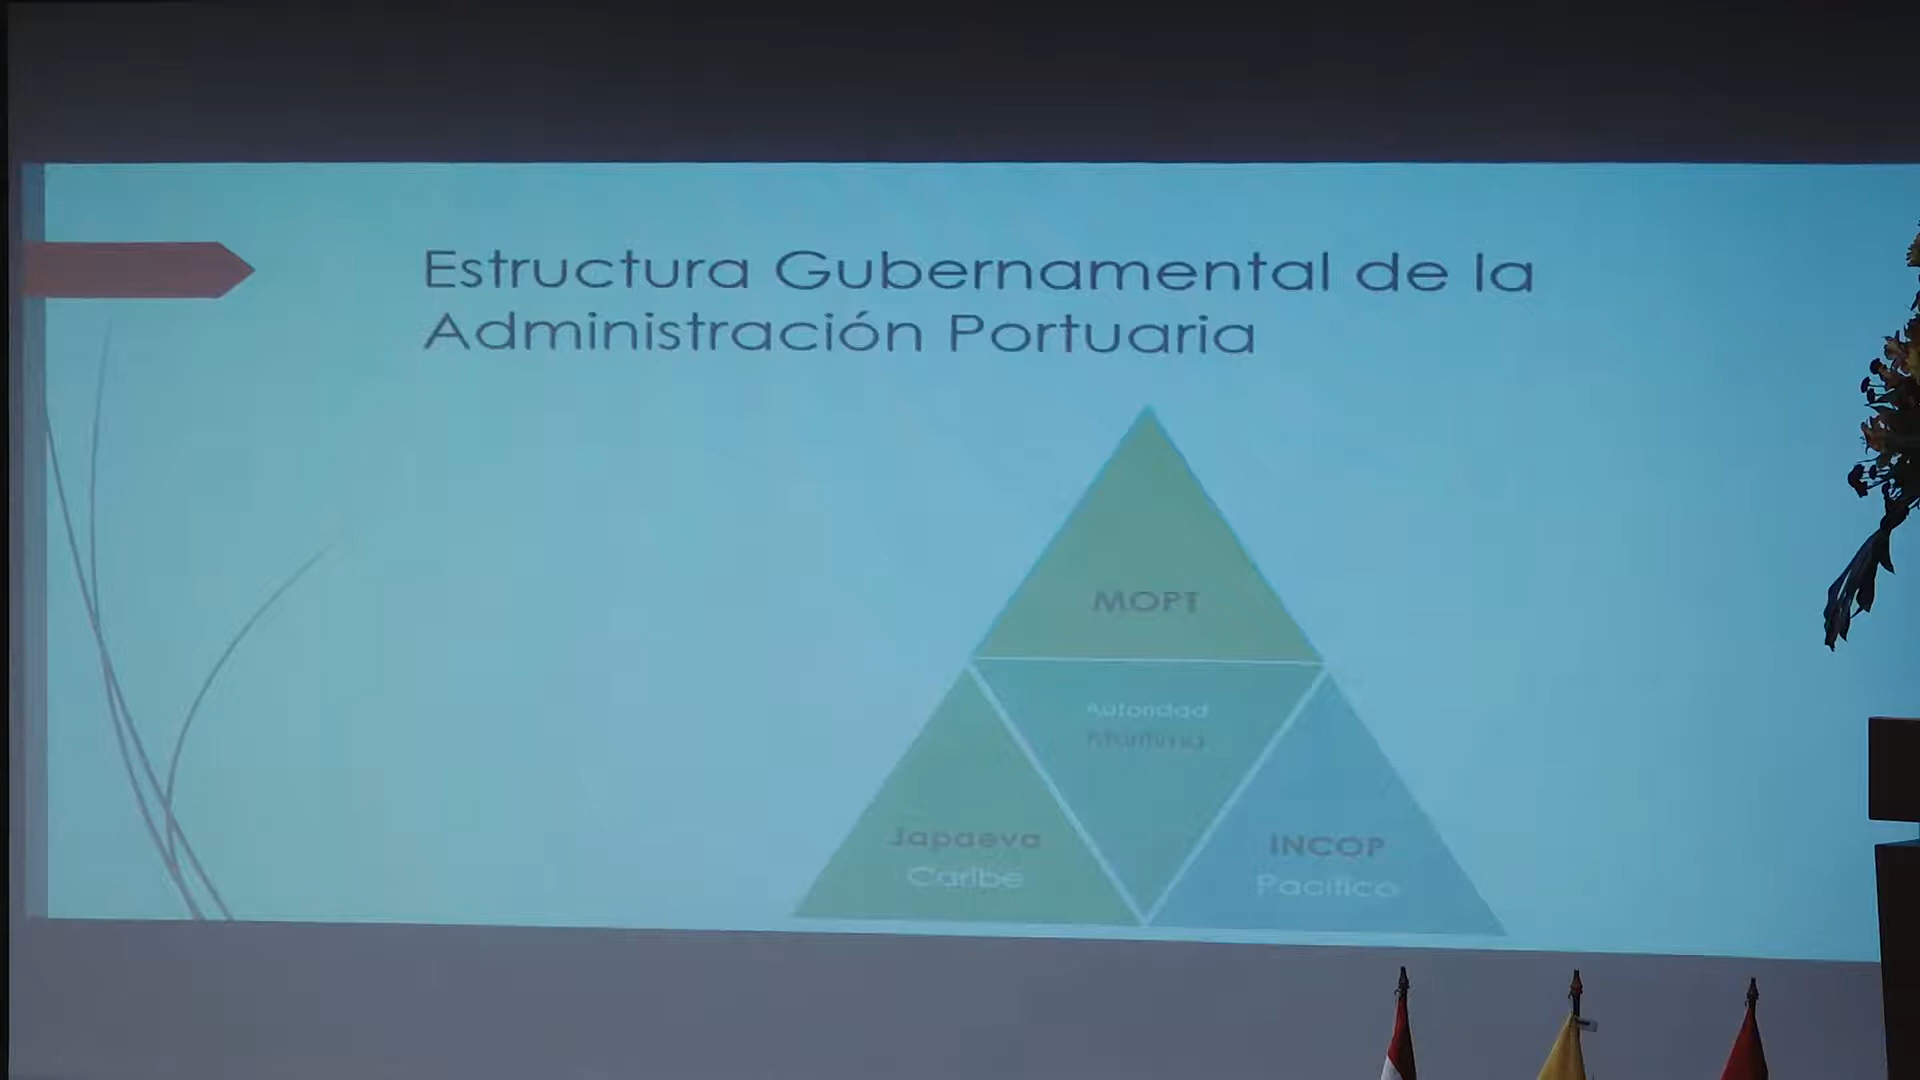 Estructura Gubernamental de la
Administración Portuaria
MOPT
Autoridad
Marítima
Japdeva
Caribe
INCOP
Pacífico